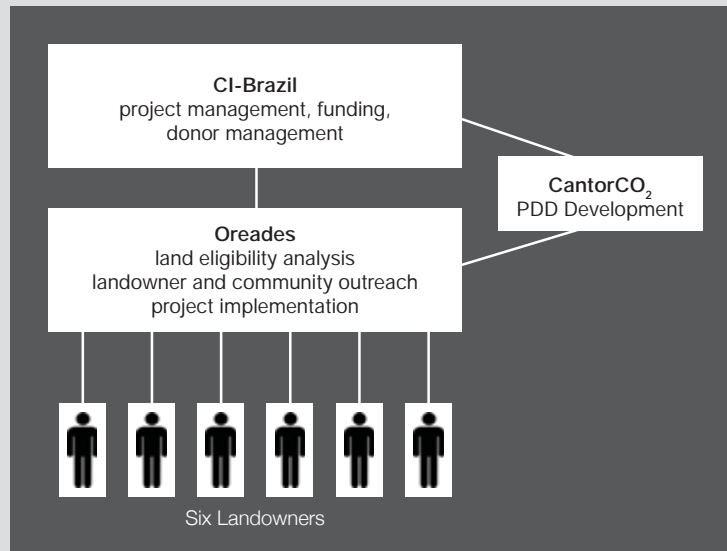 CI-Brazil
project management, funding,
donor management
CantorCO₂
PDD Development
Oreades
land eligibility analysis
landowner and community outreach
project implementation
Six Landowners